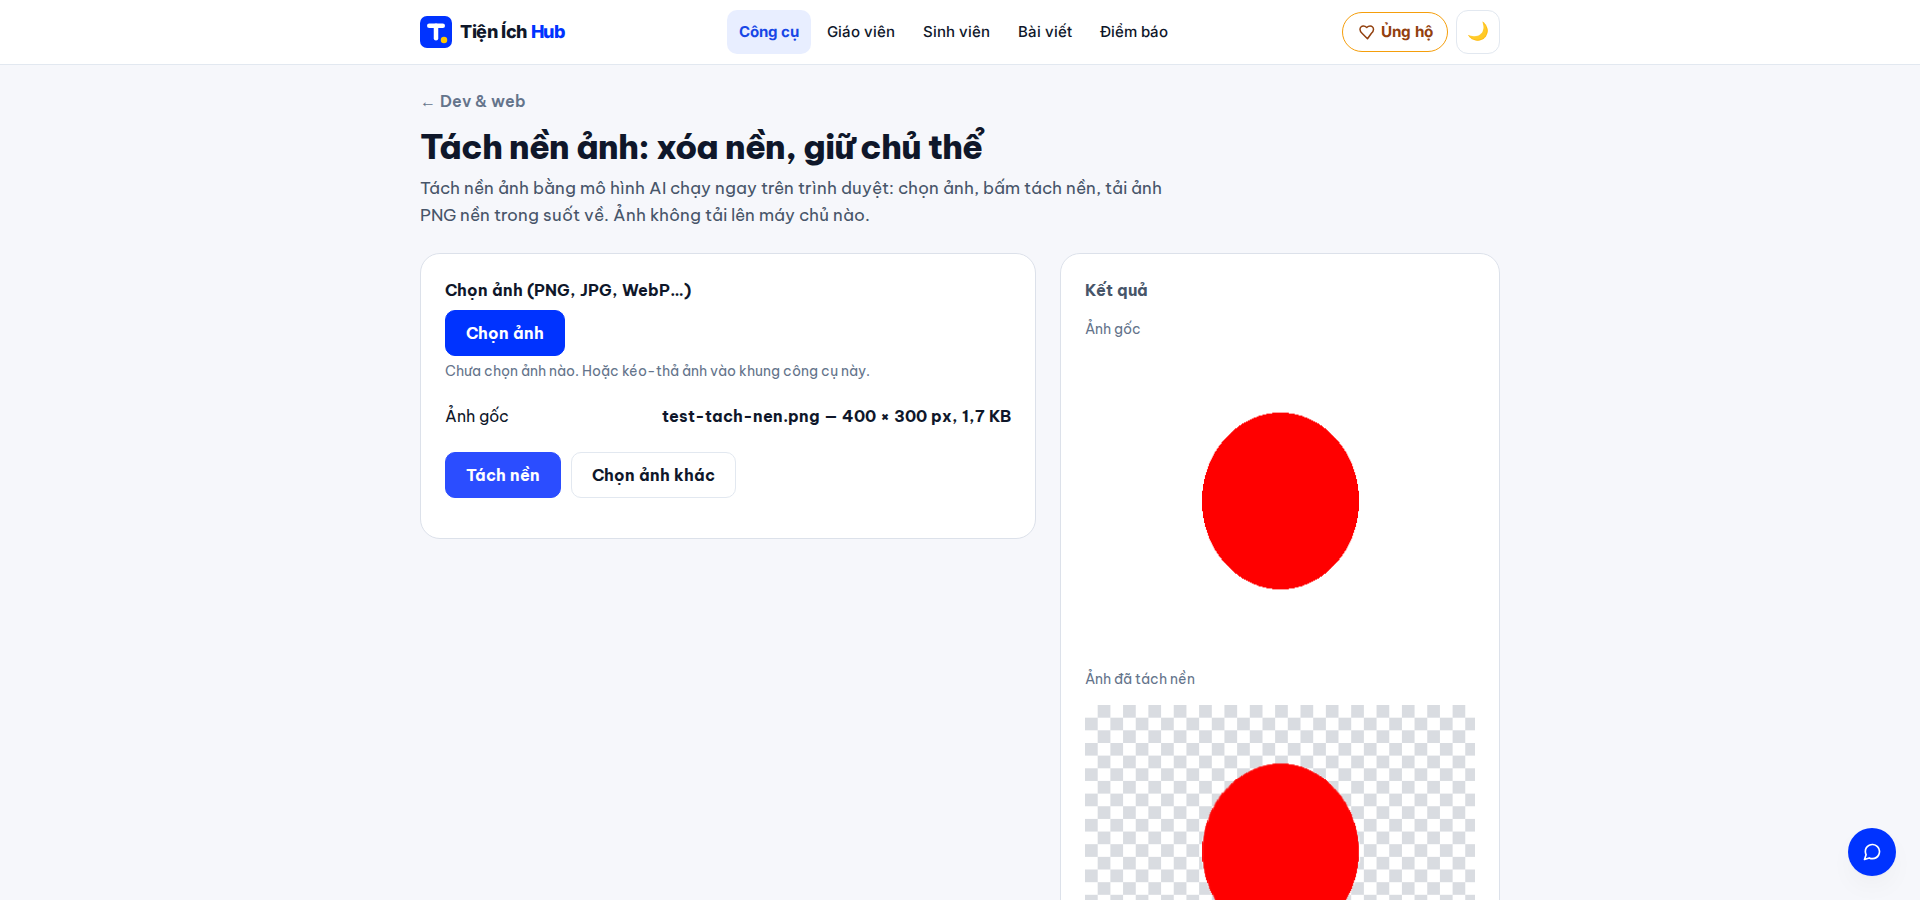 Tiện Ích Hub
Công cụ
Giáo viên
Sinh viên
Bài viết
Điểm báo
Ủng hộ
← Dev & web
Tách nền ảnh: xóa nền, giữ chủ thể
Tách nền ảnh bằng mô hình AI chạy ngay trên trình duyệt: chọn ảnh, bấm tách nền, tải ảnh
PNG nền trong suốt về. Ảnh không tải lên máy chủ nào.
Chọn ảnh (PNG, JPG, WebP...)
Chọn ảnh
Chưa chọn ảnh nào. Hoặc kéo-thả ảnh vào khung công cụ này.
Ảnh gốc
test-tach-nen.png — 400 × 300 px, 1,7 KB
Tách nền
Chọn ảnh khác
Kết quả
Ảnh gốc
Ảnh đã tách nền